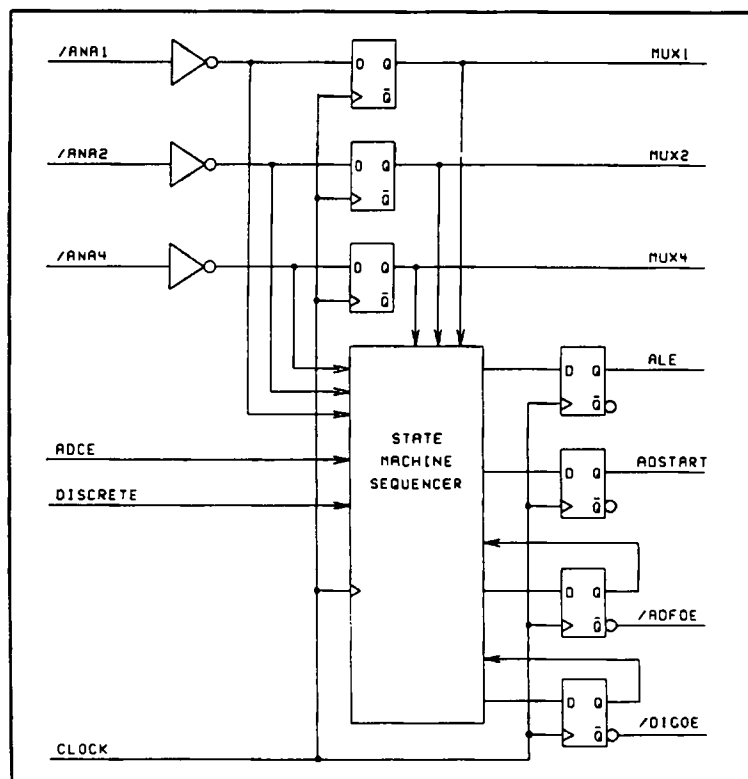 /ANA1
D Q
Q̄
MUX1
/ANA2
D Q
Q̄
MUX2
/ANA4
D Q
Q̄
MUX4
D Q
Q̄
ALE
STATE
MACHINE
SEQUENCER
ADCE
D Q
Q̄
ADSTART
DISCRETE
D Q
Q̄
/ADFOE
D Q
Q̄
/DIGOE
CLOCK